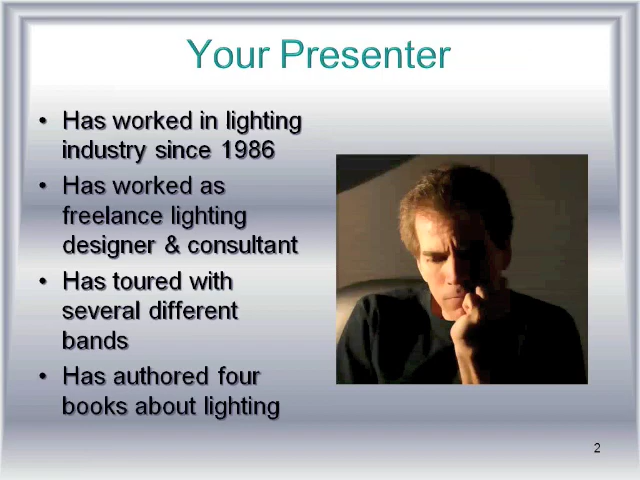 Your Presenter
• Has worked in lighting
industry since 1986
• Has worked as
freelance lighting
designer & consultant
• Has toured with
several different
bands
• Has authored four
books about lighting
2